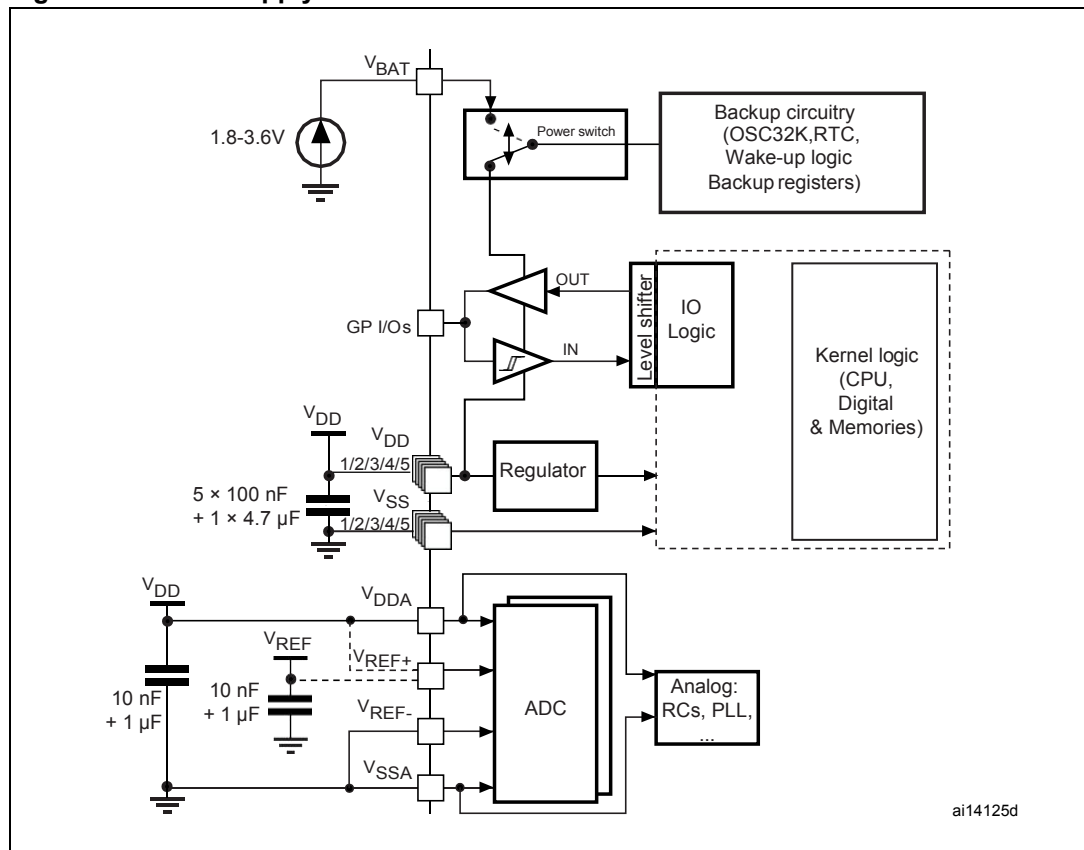 V_BAT
1.8-3.6V
Power switch
Backup circuitry
(OSC32K,RTC,
Wake-up logic
Backup registers)
GP I/Os
OUT
IN
Level shifter
IO
Logic
Kernel logic
(CPU,
Digital
& Memories)
VDD
VDD
1/2/3/4/5
Regulator
5 × 100 nF
+ 1 × 4.7 µF
VSS
1/2/3/4/5
VDD
VDDA
VREF
VREF+
10 nF
+ 1 µF
10 nF
+ 1 µF
VREF-
VSSA
ADC
Analog:
RCs, PLL,
...
ai14125d